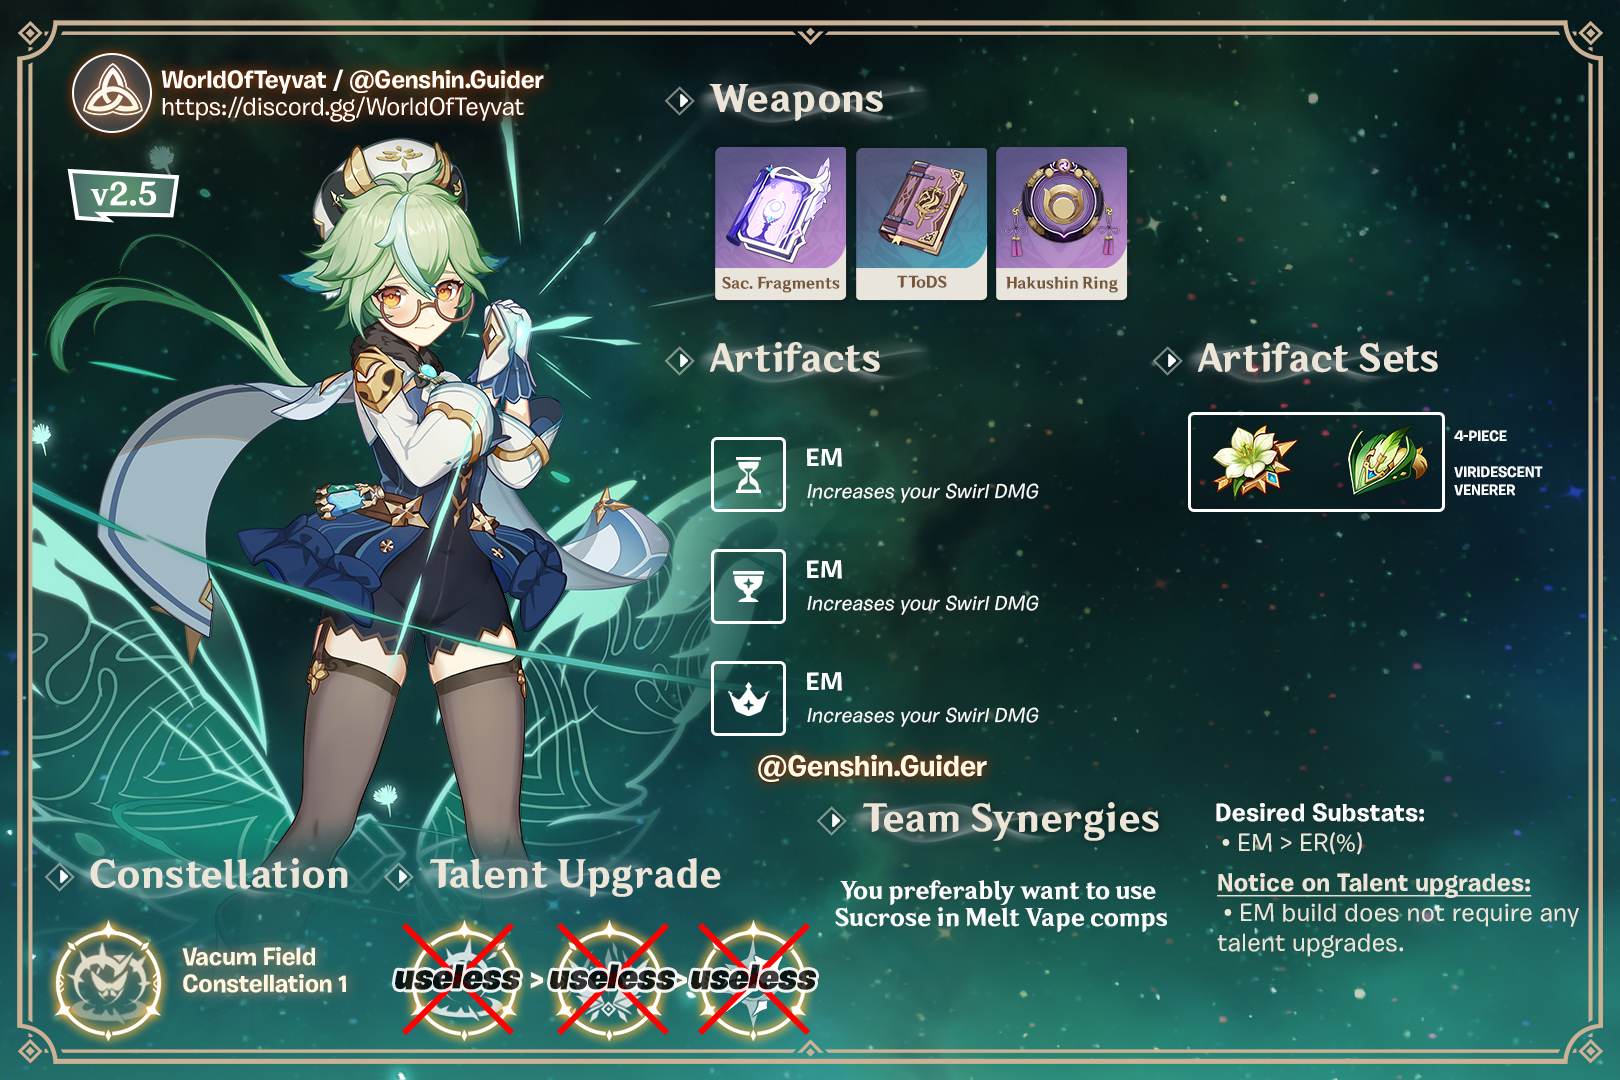 WorldOfTeyvat / @Genshin.Guider
https://discord.gg/WorldOfTeyvat
v2.5
Weapons
Sac. Fragments
TToDS
Hakushin Ring
Artifacts
EM
Increases your Swirl DMG
EM
Increases your Swirl DMG
EM
Increases your Swirl DMG
@Genshin.Guider
Artifact Sets
4-PIECE
VIRIDESCENT
VENERER
Team Synergies
You preferably want to use
Sucrose in Melt Vape comps
Desired Substats:
• EM > ER(%)
Notice on Talent upgrades:
• EM build does not require any
talent upgrades.
Constellation
Vacum Field
Constellation 1
Talent Upgrade
useless > useless > useless